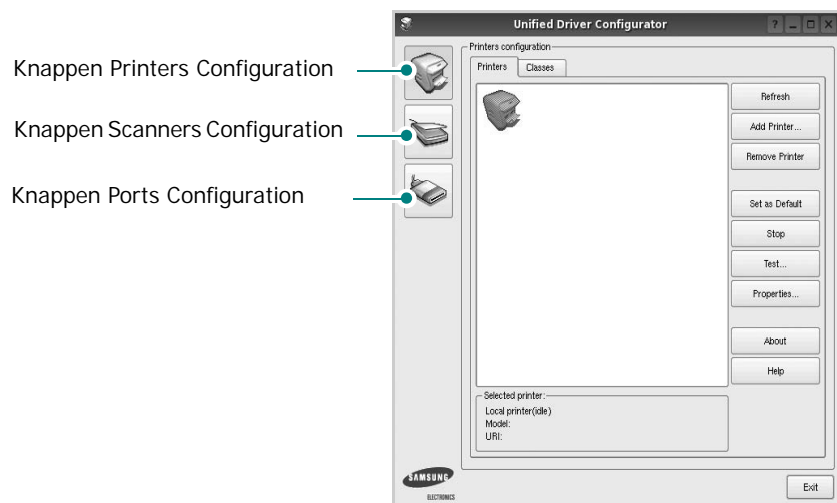 Unified Driver Configurator
Knappen Printers Configuration
Knappen Scanners Configuration
Knappen Ports Configuration
Printers configuration
Printers
Classes
Refresh
Add Printer...
Remove Printer
Set as Default
Stop
Test...
Properties...
About
Help
Selected printer:
Local printer(idle)
Model:
URI:
SAMSUNG
ELECTRONICS
Exit